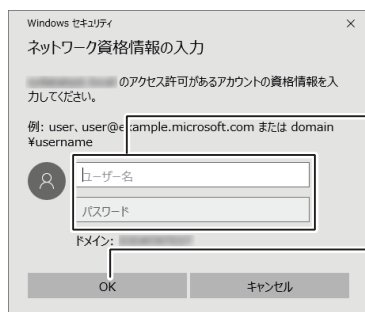 Windows セキュリティ
ネットワーク資格情報の入力
のアクセス許可があるアカウントの資格情報を入
力してください。
例: user、user@example.microsoft.com または domain
¥username
ユーザー名
パスワード
ドメイン:
OK
キャンセル